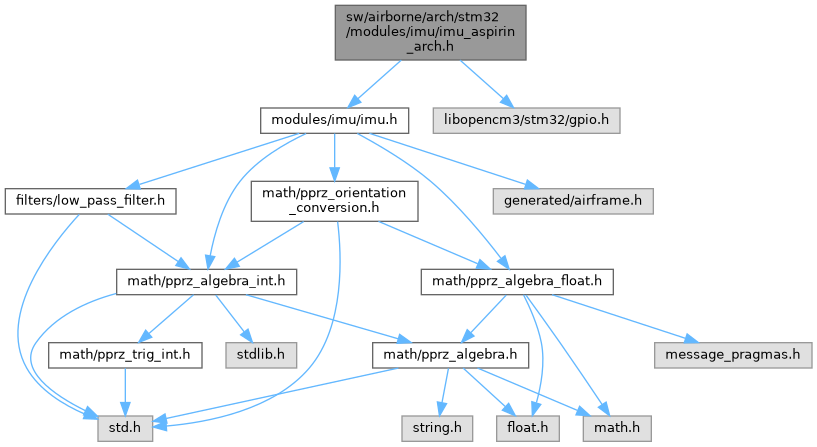 sw/airborne/arch/stm32
/modules/imu/imu_aspirin
_arch.h
modules/imu/imu.h
libopencm3/stm32/gpio.h
filters/low_pass_filter.h
math/pprz_orientation
_conversion.h
generated/airframe.h
math/pprz_algebra_int.h
math/pprz_algebra_float.h
math/pprz_trig_int.h
stdlib.h
math/pprz_algebra.h
message_pragmas.h
std.h
string.h
float.h
math.h